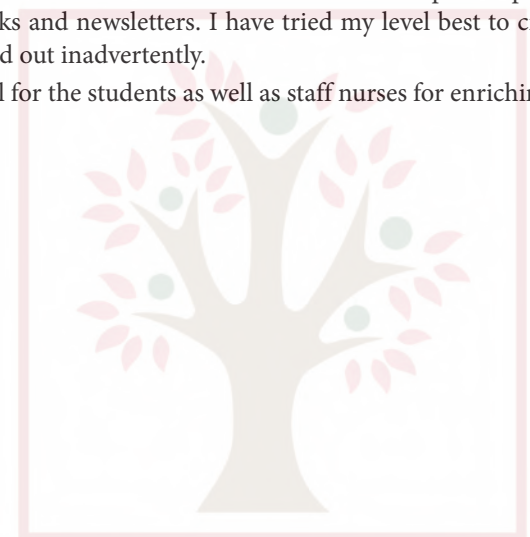 ks and newsletters. I have tried my level best to c
d out inadvertently.
l for the students as well as staff nurses for enrichin